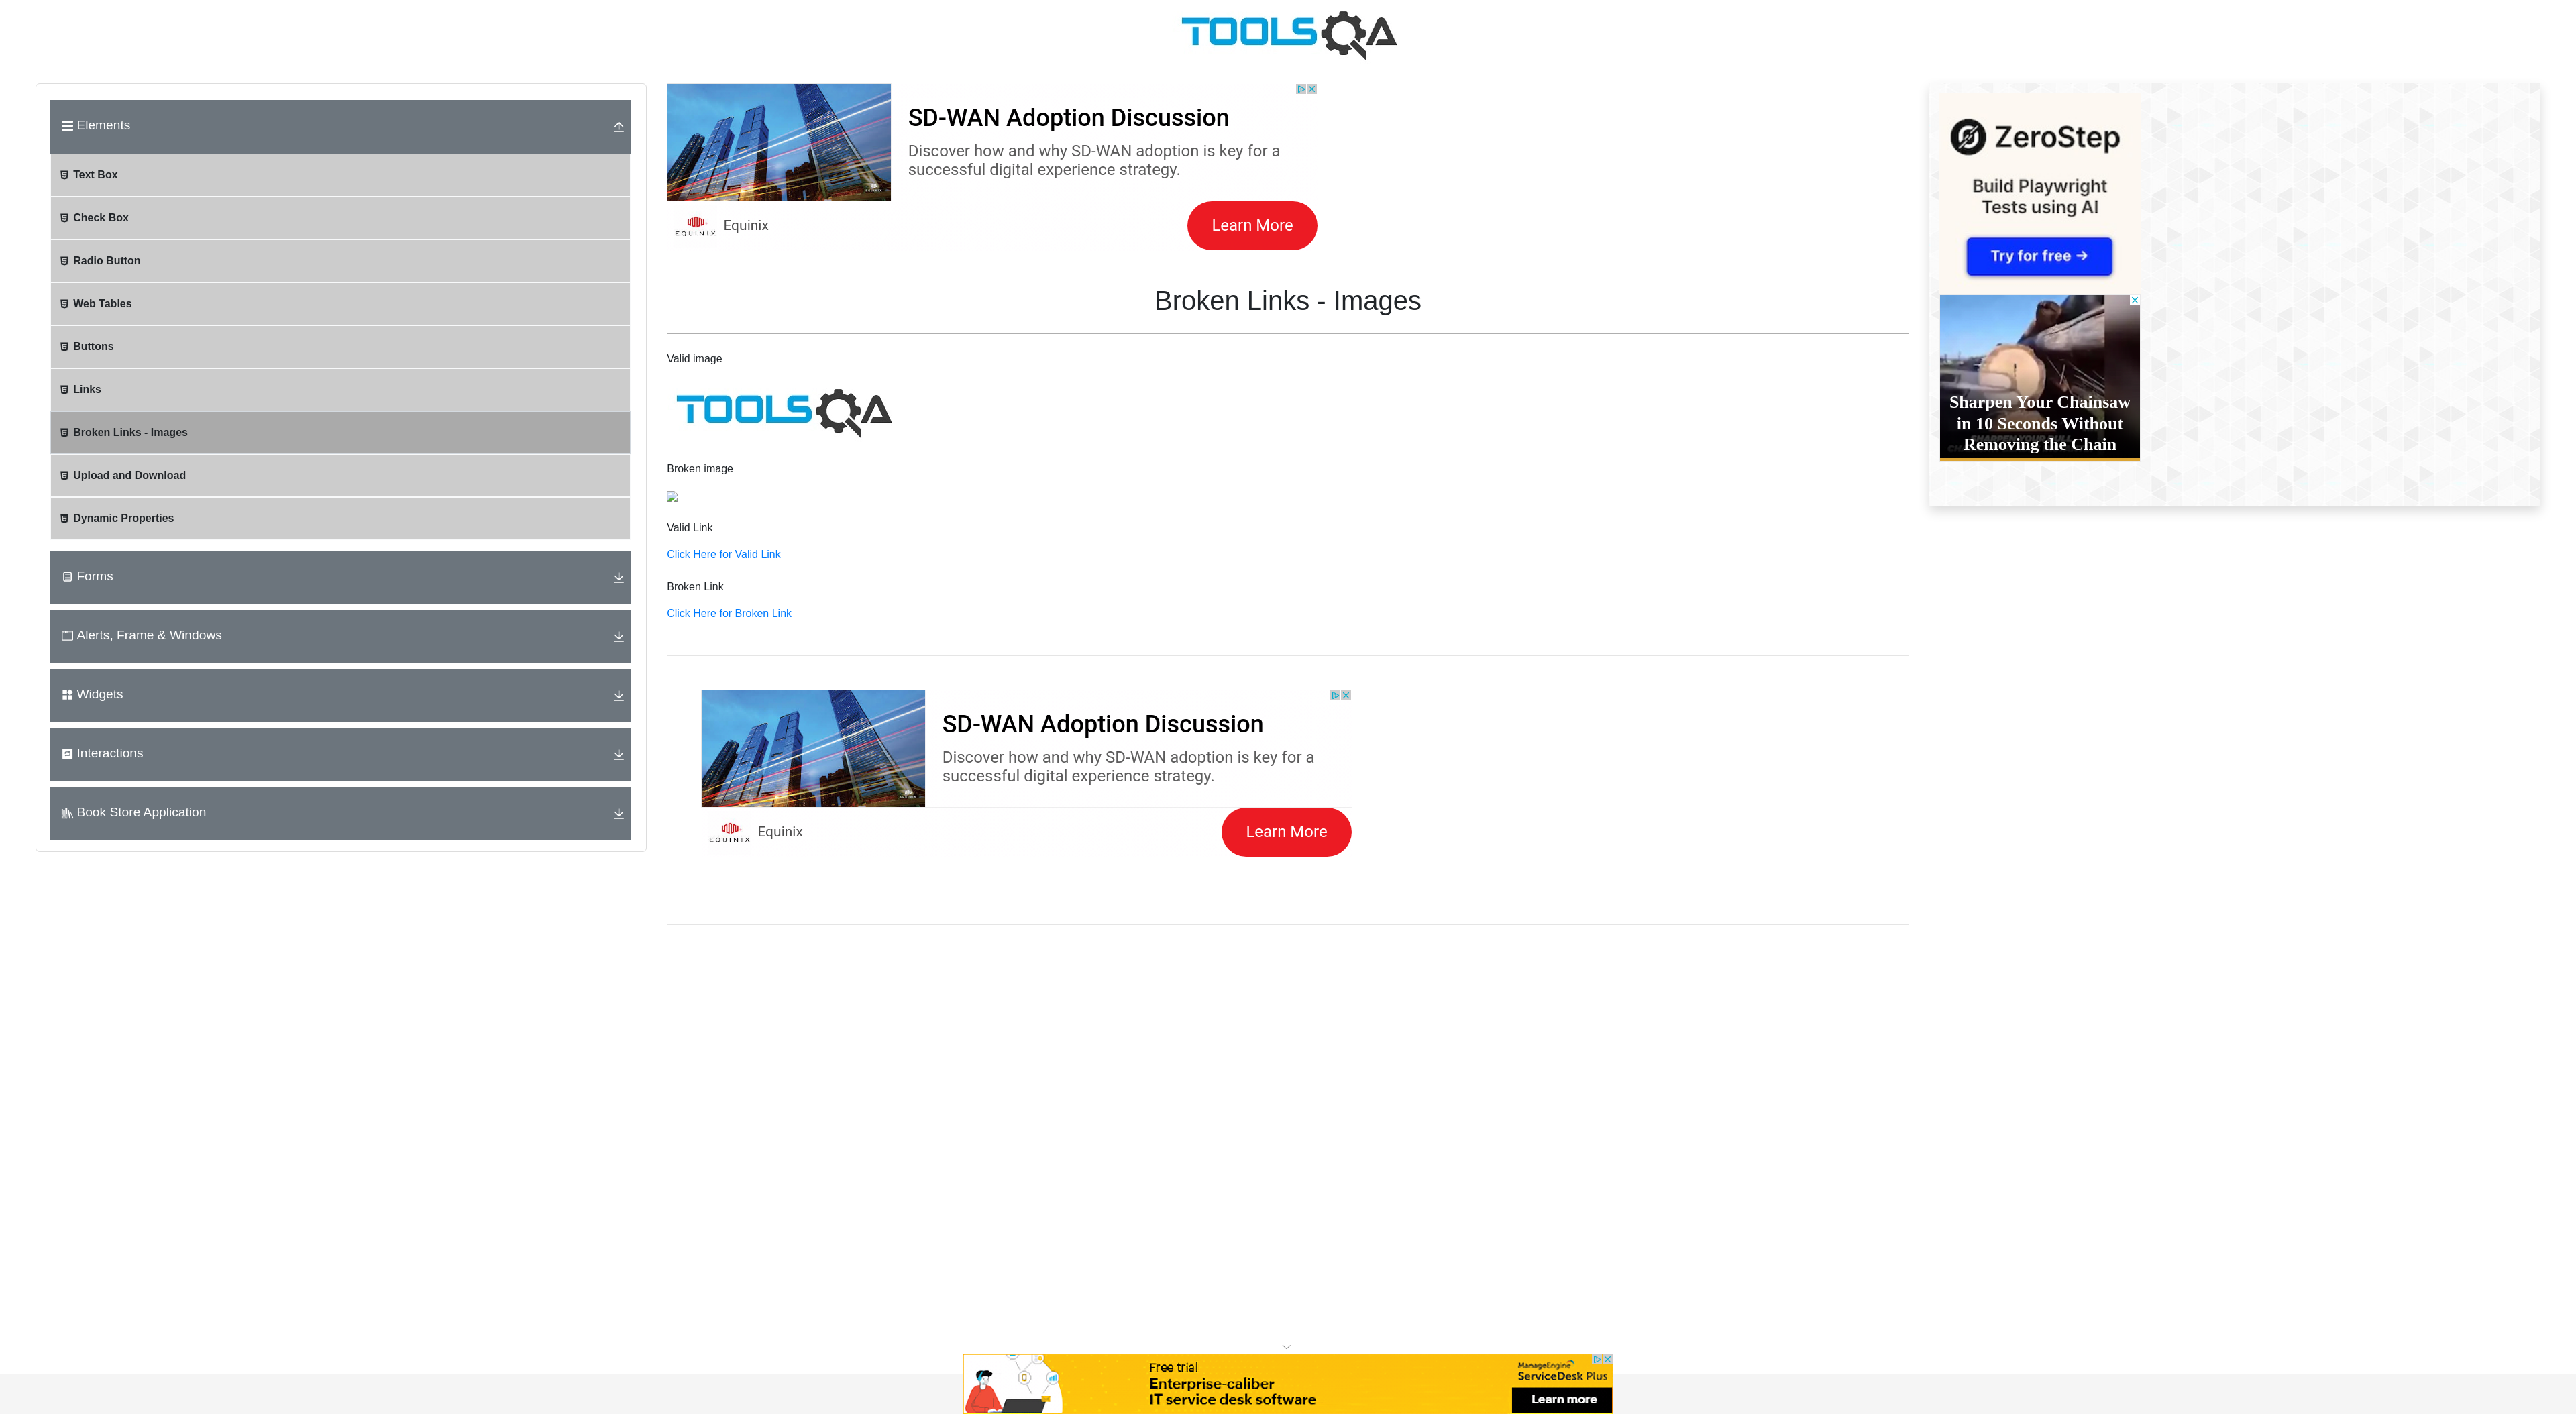 TOOLSQA
Elements
Text Box
Check Box
Radio Button
Web Tables
Buttons
Links
Broken Links - Images
Upload and Download
Dynamic Properties
Forms
Alerts, Frame & Windows
Widgets
Interactions
Book Store Application
SD-WAN Adoption Discussion
Discover how and why SD-WAN adoption is key for a
successful digital experience strategy.
EQUINIX
Equinix
Learn More
Broken Links - Images
Valid image
TOOLSQA
Broken image
Valid Link
Click Here for Valid Link
Broken Link
Click Here for Broken Link
SD-WAN Adoption Discussion
Discover how and why SD-WAN adoption is key for a
successful digital experience strategy.
EQUINIX
Equinix
Learn More
ZeroStep
Build Playwright
Tests using AI
Try for free →
Sharpen Your Chainsaw
in 10 Seconds Without
Removing the Chain
Free trial
Enterprise-caliber
IT service desk software
ManageEngine
ServiceDesk Plus
Learn more